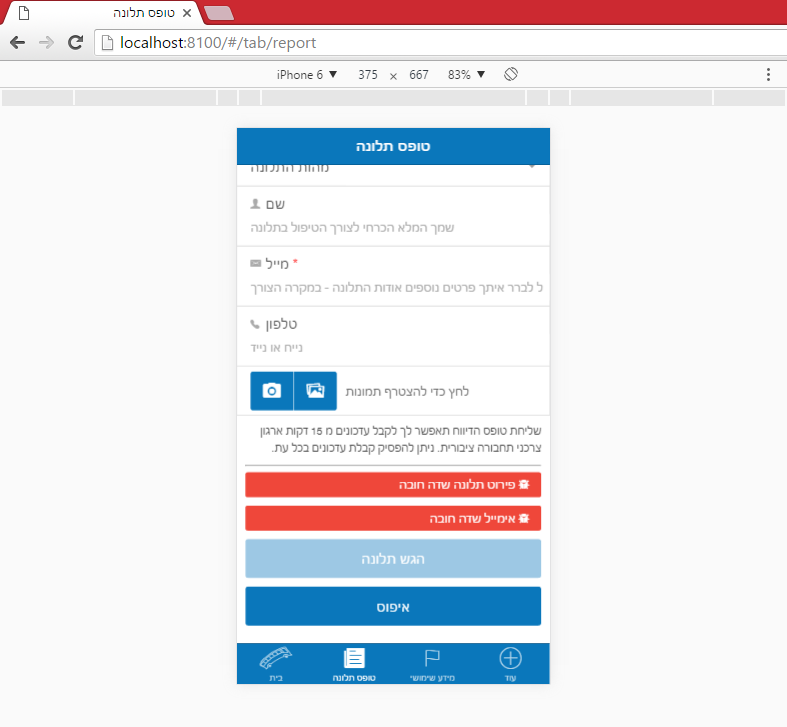 טופס תלונה
localhost:8100/#/tab/report
iPhone 6 ▼ 375 × 667 83% ▼
טופס תלונה
מהות התלונה
שם
שמך המלא הכרחי לצורך הטיפול בתלונה
מייל *
ל לברר איתך פרטים נוספים אודות התלונה - במקרה הצורך
טלפון
נייח או נייד
לחץ כדי להצטרף תמונות
שליחת טופס הדיווח תאפשר לך לקבל עדכונים מ 15 דקות ארגון
צרכני תחבורה ציבורית. ניתן להפסיק קבלת עדכונים בכל עת.
פירוט תלונה שדה חובה
אימייל שדה חובה
הגש תלונה
איפוס
בית
טופס תלונה
מידע שימושי
עוד